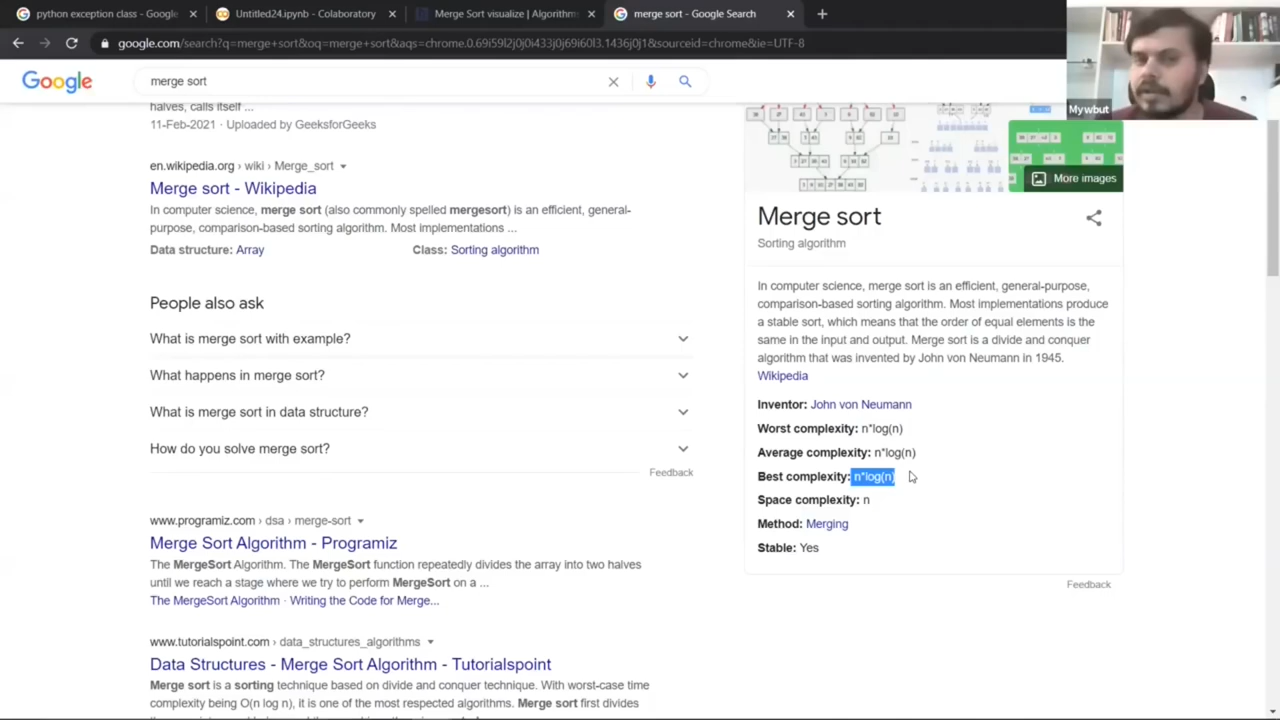 python exception class - Google
Untitled24.ipynb - Colaboratory
Merge Sort visualize | Algorithms
merge sort - Google Search
google.com/search?q=merge+sort&oq=merge+sort&aqs=chrome.0.69i59l2j0j0i433j0j69i60l3.1436j0j1&sourceid=chrome&ie=UTF-8
Google
merge sort
Mywbut
halves, calls itself ...
11-Feb-2021 · Uploaded by GeeksforGeeks
en.wikipedia.org › wiki › Merge_sort
Merge sort - Wikipedia
In computer science, merge sort (also commonly spelled mergesort) is an efficient, general-
purpose, comparison-based sorting algorithm. Most implementations ...
Data structure: Array
Class: Sorting algorithm
People also ask
What is merge sort with example?
What happens in merge sort?
What is merge sort in data structure?
How do you solve merge sort?
Feedback
www.programiz.com › dsa › merge-sort
Merge Sort Algorithm - Programiz
The MergeSort Algorithm. The MergeSort function repeatedly divides the array into two halves
until we reach a stage where we try to perform MergeSort on a ...
The MergeSort Algorithm · Writing the Code for Merge...
www.tutorialspoint.com › data_structures_algorithms
Data Structures - Merge Sort Algorithm - Tutorialspoint
Merge sort is a sorting technique based on divide and conquer technique. With worst-case time
complexity being Ο(n log n), it is one of the most respected algorithms. Merge sort first divides
More images
Merge sort
Sorting algorithm
In computer science, merge sort is an efficient, general-purpose,
comparison-based sorting algorithm. Most implementations produce
a stable sort, which means that the order of equal elements is the
same in the input and output. Merge sort is a divide and conquer
algorithm that was invented by John von Neumann in 1945.
Wikipedia
Inventor: John von Neumann
Worst complexity: n*log(n)
Average complexity: n*log(n)
Best complexity: n*log(n)
Space complexity: n
Method: Merging
Stable: Yes
Feedback